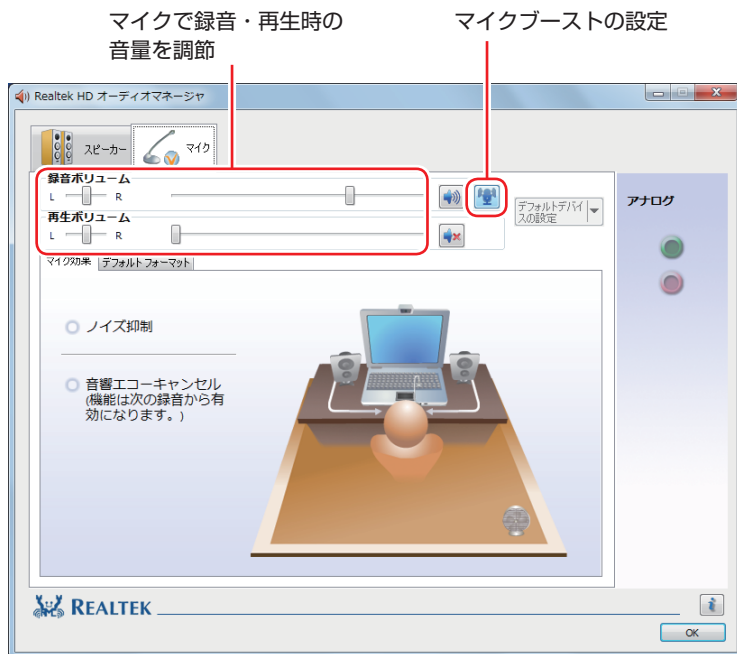 マイクで録音・再生時の
音量を調節
マイクブーストの設定
Realtek HD オーディオマネージャ
スピーカー
マイク
録音ボリューム
L R
再生ボリューム
L R
デフォルトデバイ
スの設定
アナログ
マイク効果
デフォルト フォーマット
ノイズ抑制
音響エコーキャンセル
(機能は次の録音から有
効になります。)
REALTEK
i
OK